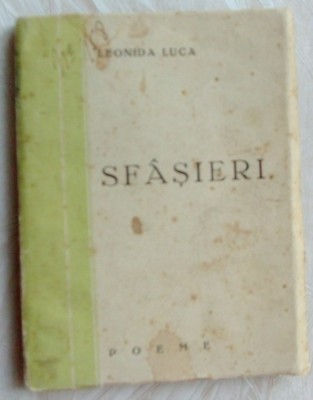 LEONIDA LUCA
SFÂȘIERI.
POEME